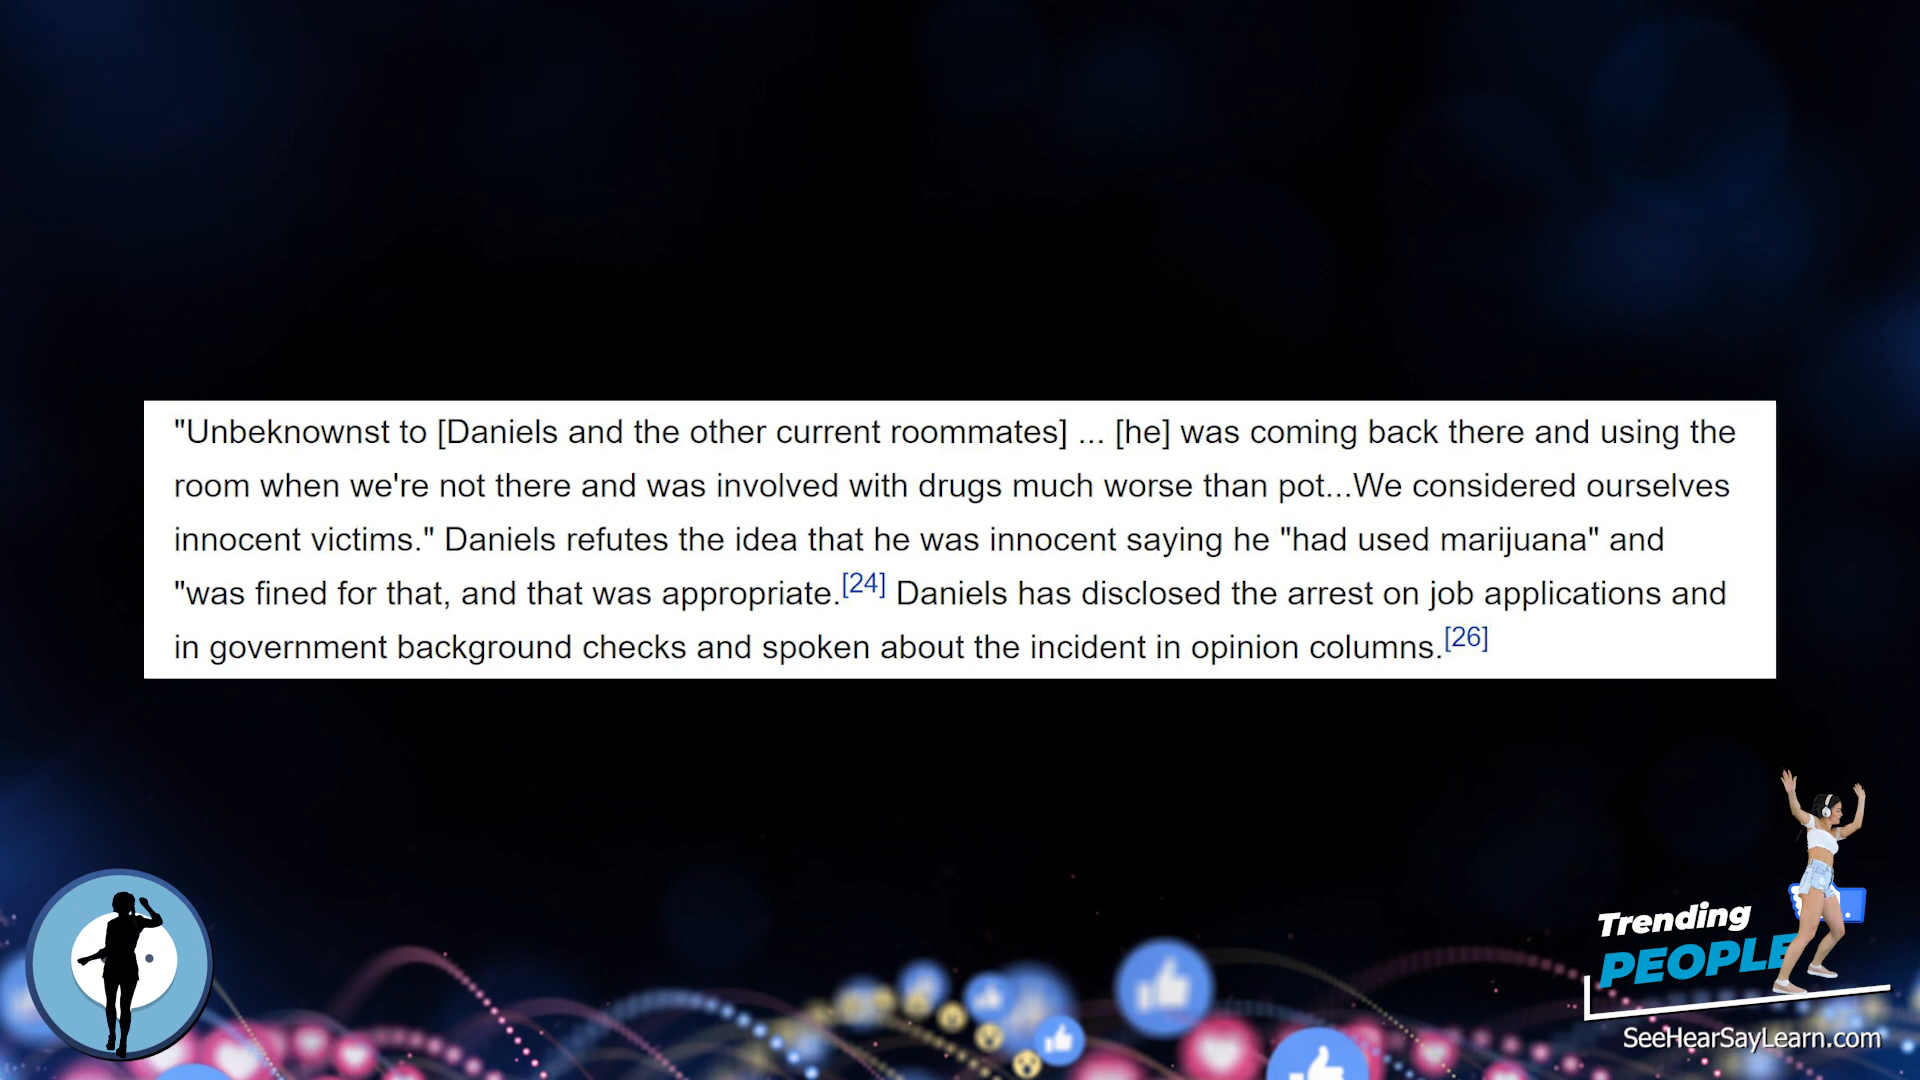 "Unbeknownst to [Daniels and the other current roommates] ... [he] was coming back there and using the
room when we're not there and was involved with drugs much worse than pot...We considered ourselves
innocent victims." Daniels refutes the idea that he was innocent saying he "had used marijuana" and
"was fined for that, and that was appropriate.[24] Daniels has disclosed the arrest on job applications and
in government background checks and spoken about the incident in opinion columns.[26]
Trending
PEOPLE
SeeHearSayLearn.com